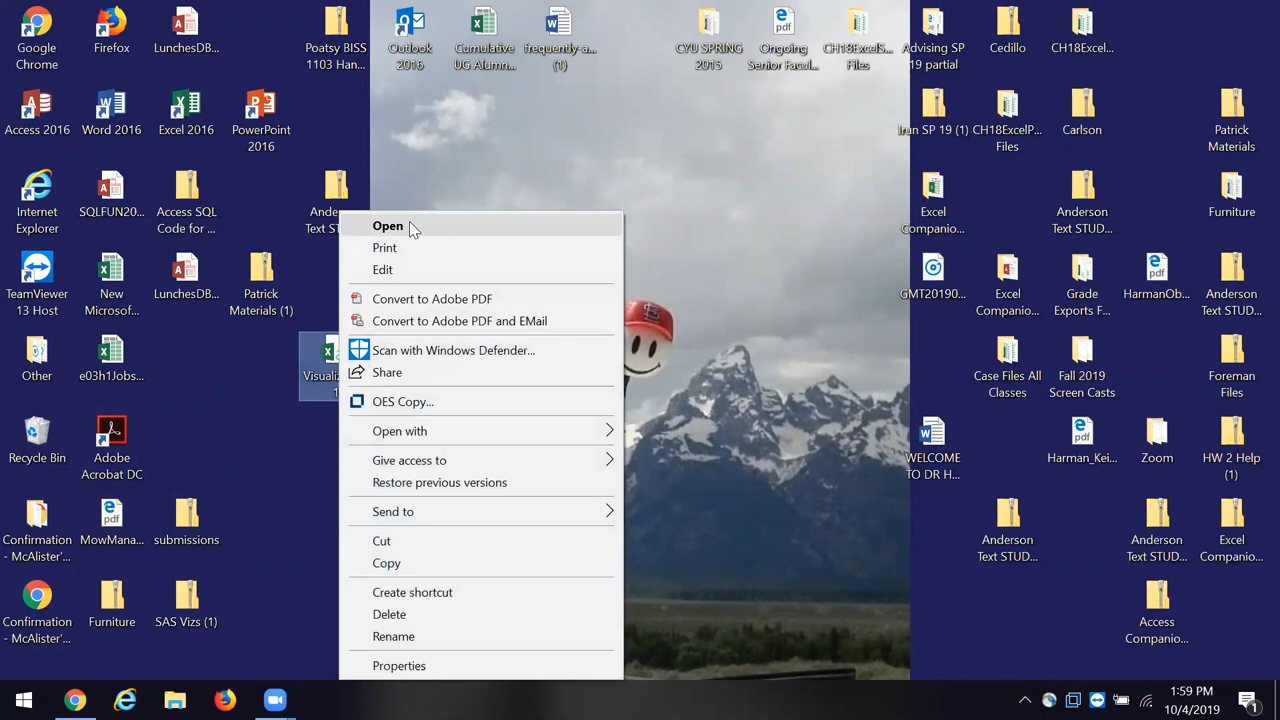 Google
Chrome
Firefox
LunchesDB...
Poatsy BISS
1103 Han...
Outlook
2016
Cumulative
UG Alumn...
frequently-a...
(1)
CYU SPRING
2015
Ongoing
Senior Facul...
CH18ExcelS...
Files
Advising SP
19 partial
Cedillo
CH18Excel...
Access 2016
Word 2016
Excel 2016
PowerPoint
2016
Irun SP 19 (1)
CH18ExcelP...
Files
Carlson
Patrick
Materials
Internet
Explorer
SQLFUN20...
Access SQL
Code for ...
Ande
Text STU
Excel
Companio...
Anderson
Text STUD...
Furniture
TeamViewer
13 Host
New
Microsof...
LunchesDB...
Patrick
Materials (1)
GMT20190...
Excel
Companio...
Grade
Exports F...
HarmanOb...
Anderson
Text STUD...
Other
e03h1Jobs...
Visualiz
1
Case Files All
Classes
Fall 2019
Screen Casts
Foreman
Files
Recycle Bin
Adobe
Acrobat DC
WELCOME
TO DR H...
Harman_Kei...
Zoom
HW 2 Help
(1)
Confirmation
- McAlister'...
MowMana...
submissions
Anderson
Text STUD...
Anderson
Text STUD...
Excel
Companio...
Confirmation
- McAlister'...
Furniture
SAS Vizs (1)
Access
Companio...
Open
Print
Edit
Convert to Adobe PDF
Convert to Adobe PDF and EMail
Scan with Windows Defender...
Share
OES Copy...
Open with
Give access to
Restore previous versions
Send to
Cut
Copy
Create shortcut
Delete
Rename
Properties
1:59 PM
10/4/2019
1